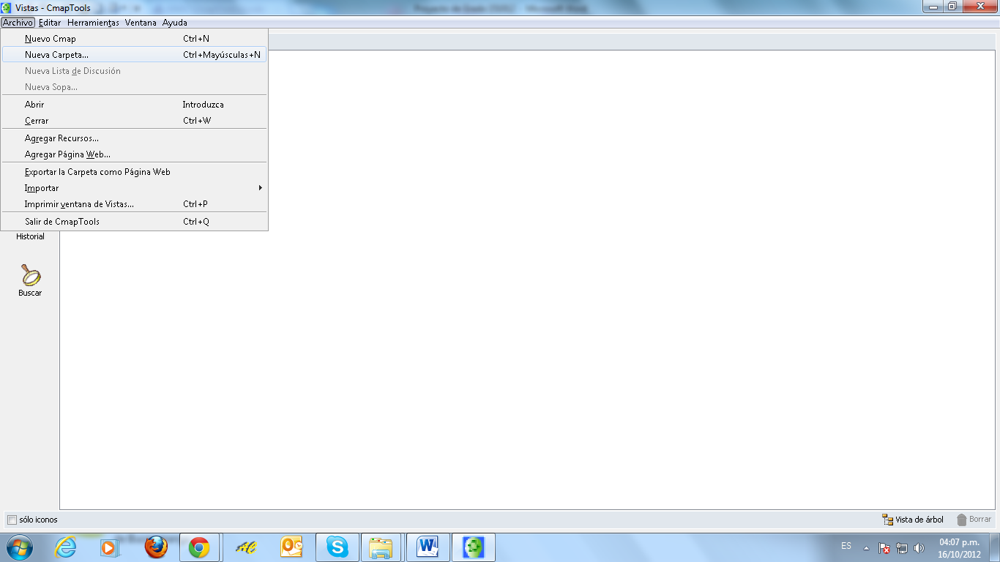 Vistas - CmapTools
Archivo Editar Herramientas Ventana Ayuda
Nuevo Cmap Ctrl+N
Nueva Carpeta... Ctrl+Mayúsculas+N
Nueva Lista de Discusión
Nueva Sopa...
Abrir Introduzca
Cerrar Ctrl+W
Agregar Recursos...
Agregar Página Web...
Exportar la Carpeta como Página Web
Importar
Imprimir ventana de Vistas... Ctrl+P
Salir de CmapTools Ctrl+Q
Historial
Buscar
sólo iconos
Vista de árbol Borrar
ES
04:07 p.m.
16/10/2012